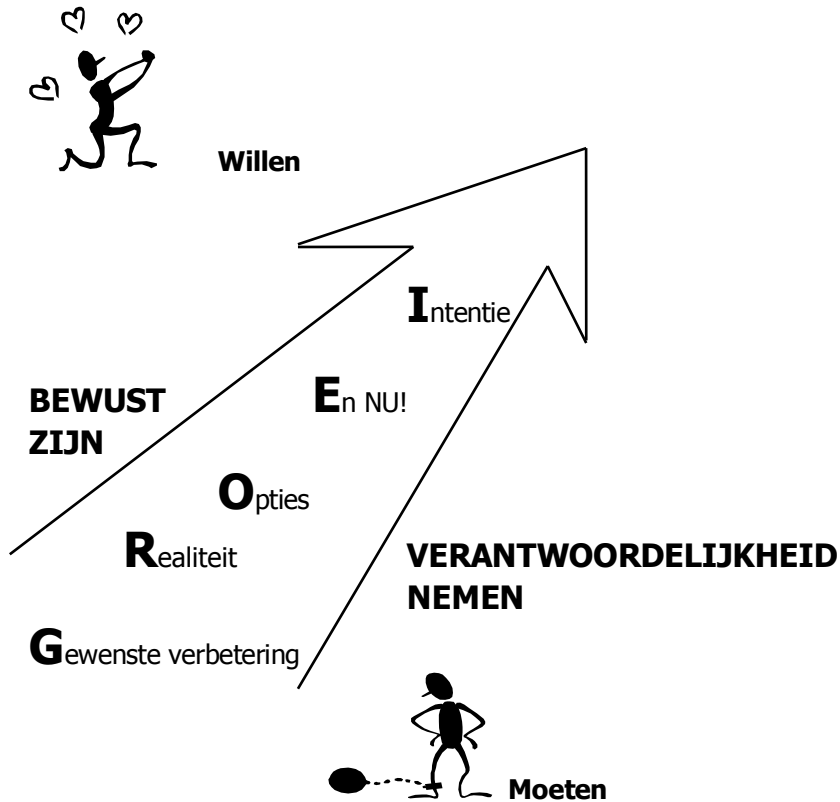 Willen
Intentie
En NU!
BEWUST
ZIJN
Opties
Realiteit
VERANTWOORDELIJKHEID
NEMEN
Gewenste verbetering
Moeten